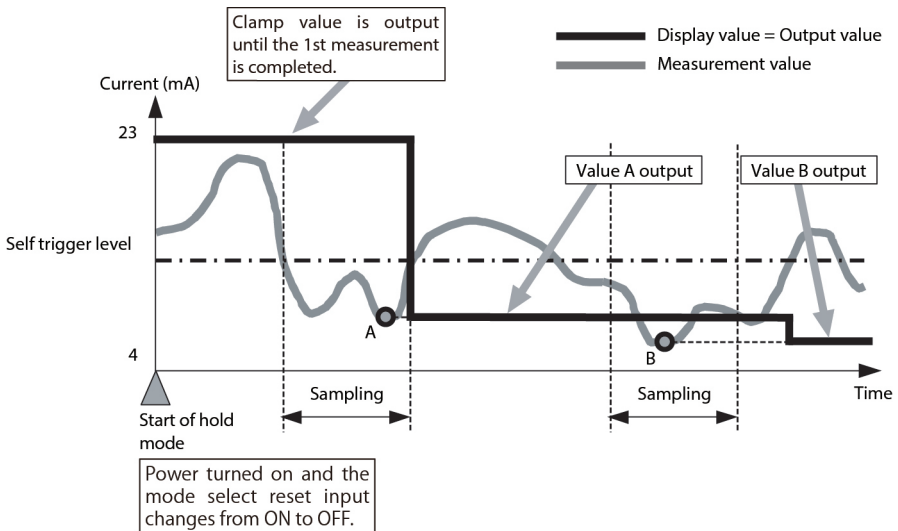 Clamp value is output
until the 1st measurement
is completed.
Display value = Output value
Measurement value
Current (mA)
23
Value A output
Value B output
Self trigger level
A
B
4
Sampling
Sampling
Time
Start of hold
mode
Power turned on and the
mode select reset input
changes from ON to OFF.